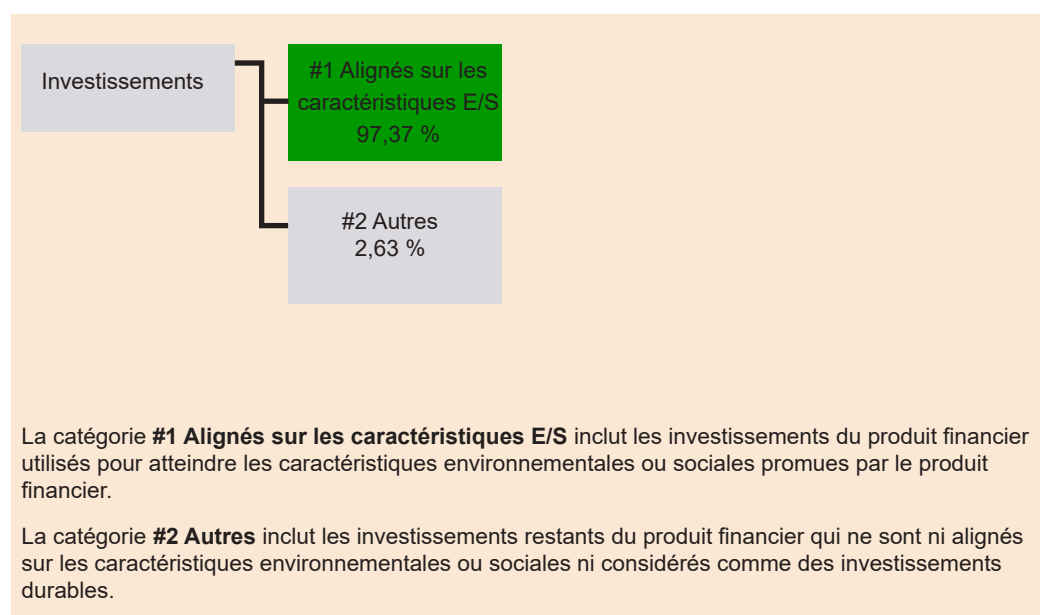 Investissements
#1 Alignés sur les
caractéristiques E/S
97,37 %
#2 Autres
2,63 %
La catégorie #1 Alignés sur les caractéristiques E/S inclut les investissements du produit financier
utilisés pour atteindre les caractéristiques environnementales ou sociales promues par le produit
financier.
La catégorie #2 Autres inclut les investissements restants du produit financier qui ne sont ni alignés
sur les caractéristiques environnementales ou sociales ni considérés comme des investissements
durables.